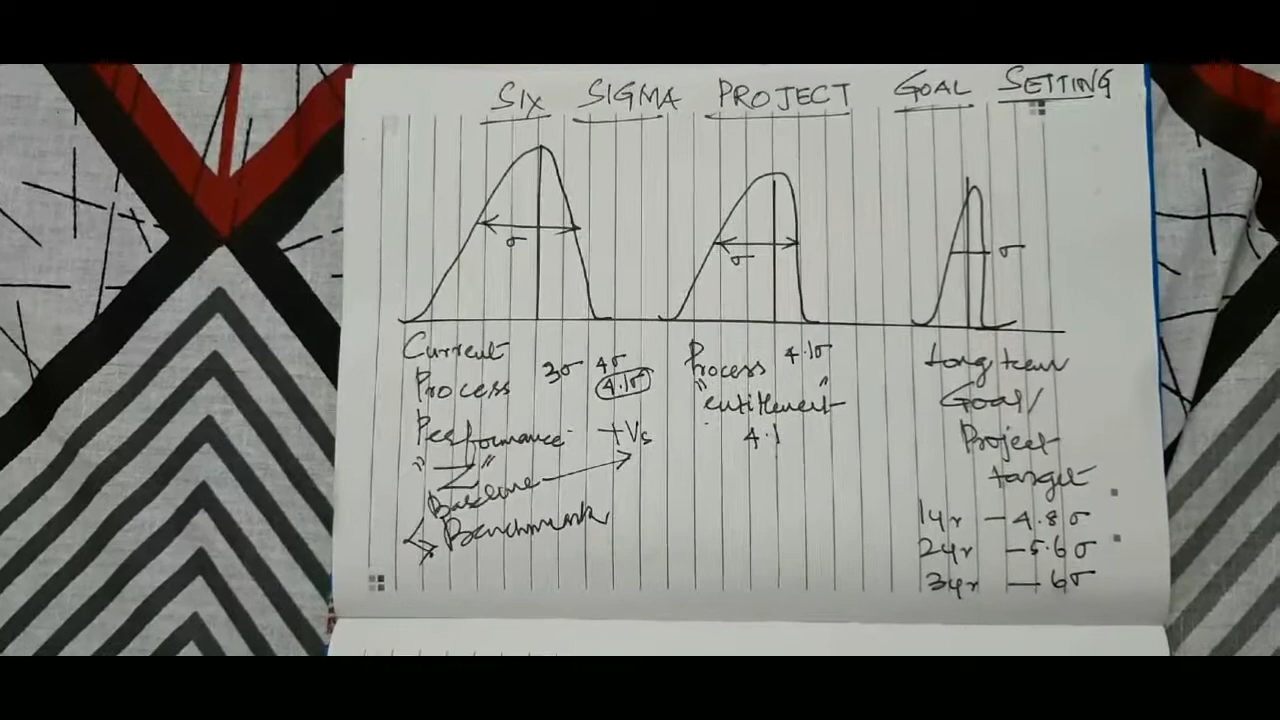 SIX SIGMA PROJECT GOAL SETTING
σ
σ
σ
Current
Process 3σ 4σ
4.1σ
Performance +Vs
"Z"
Baseline
Benchmark
Process 4.1σ
"entitlement"
4.1
Long term
Goal/
Project
target
1yr - 4.8σ
2yr - 5.6σ
3yr - 6σ